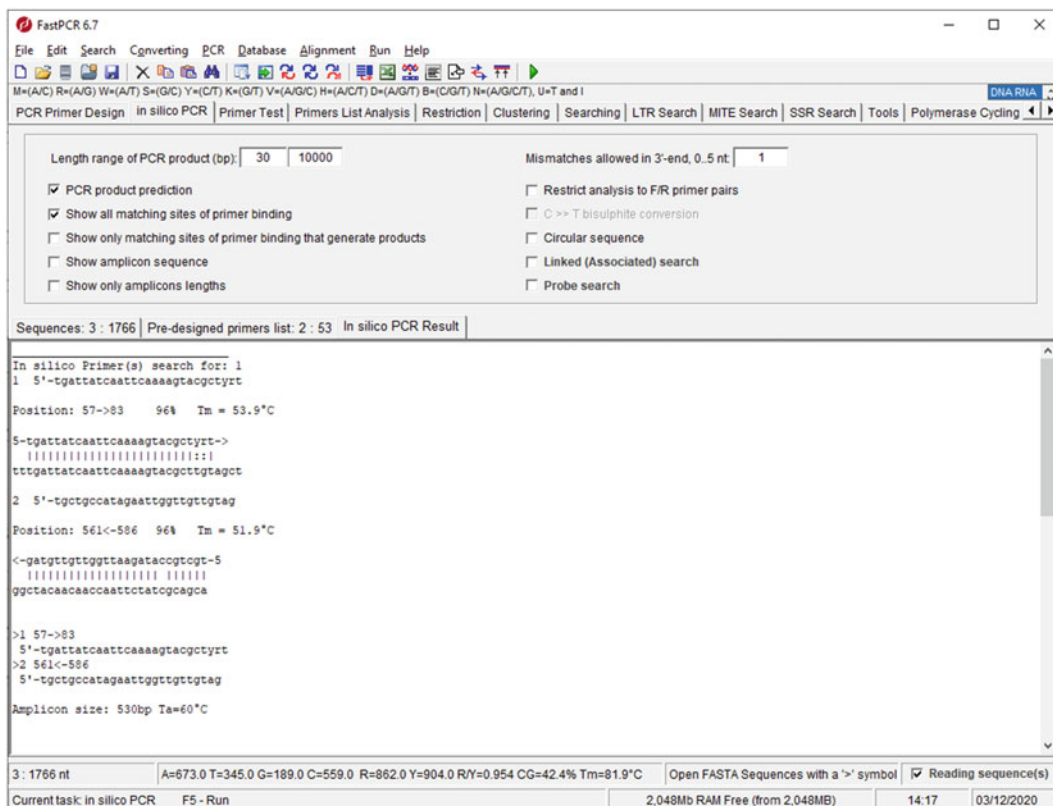 FastPCR 6.7
File Edit Search Converting PCR Database Alignment Run Help
M=(A/C) R=(A/G) W=(A/T) S=(G/C) Y=(C/T) K=(G/T) V=(A/G/C) H=(A/C/T) D=(A/G/T) B=(C/G/T) N=(A/G/C/T), U=T and I
DNA RNA
PCR Primer Design in silico PCR Primer Test Primers List Analysis Restriction Clustering Searching LTR Search MITE Search SSR Search Tools Polymerase Cycling
Length range of PCR product (bp): 30 10000 Mismatches allowed in 3'-end, 0..5 nt: 1
PCR product prediction Restrict analysis to F/R primer pairs
Show all matching sites of primer binding C >> T bisulphite conversion
Show only matching sites of primer binding that generate products Circular sequence
Show amplicon sequence Linked (Associated) search
Show only amplicons lengths Probe search
Sequences: 3 : 1766 Pre-designed primers list: 2 : 53 In silico PCR Result
In silico Primer(s) search for: 1
1 5'-tgattatcaattcaaaagtacgctyrt
Position: 57->83 96% Tm = 53.9°C
5-tgattatcaattcaaaagtacgctyrt->
||||||||||||||||||||||||::|
tttgattatcaattcaaaagtacgcttgtagct
2 5'-tgctgccatagaattggttgttgtag
Position: 561<-586 96% Tm = 51.9°C
<-gatgttgttggttaagataccgtcgt-5
||||||||||||||||||| ||||||
ggctacaacaaccaattctatcgcagca
>1 57->83
5'-tgattatcaattcaaaagtacgctyrt
>2 561<-586
5'-tgctgccatagaattggttgttgtag
Amplicon size: 530bp Ta=60°C
3 : 1766 nt A=673.0 T=345.0 G=189.0 C=559.0 R=862.0 Y=904.0 R/Y=0.954 CG=42.4% Tm=81.9°C Open FASTA Sequences with a '>' symbol Reading sequence(s)
Current task: in silico PCR F5 - Run 2,048Mb RAM Free (from 2,048MB) 14:17 03/12/2020